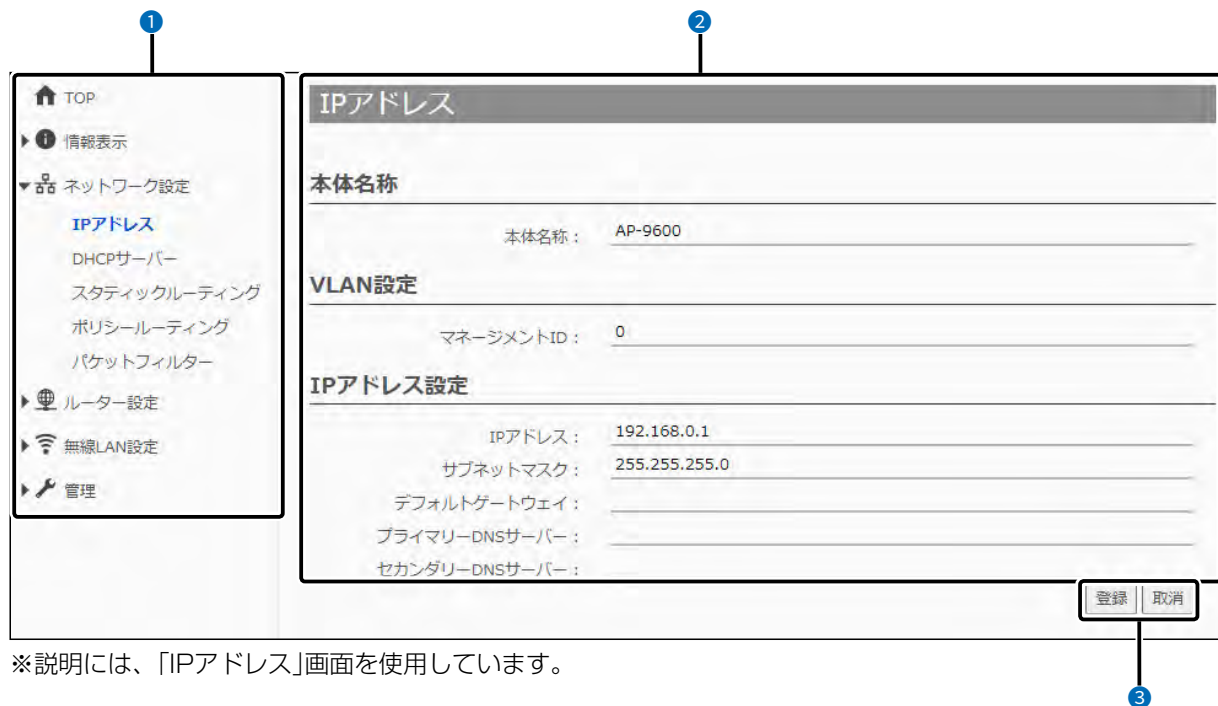 ❶
❷
TOP
情報表示
ネットワーク設定
IPアドレス
DHCPサーバー
スタティックルーティング
ポリシールーティング
パケットフィルター
ルーター設定
無線LAN設定
管理
IPアドレス
本体名称
本体名称： AP-9600
VLAN設定
マネージメントID： 0
IPアドレス設定
IPアドレス： 192.168.0.1
サブネットマスク： 255.255.255.0
デフォルトゲートウェイ：
プライマリーDNSサーバー：
セカンダリーDNSサーバー：
登録 取消
※説明には、「IPアドレス」画面を使用しています。
❸